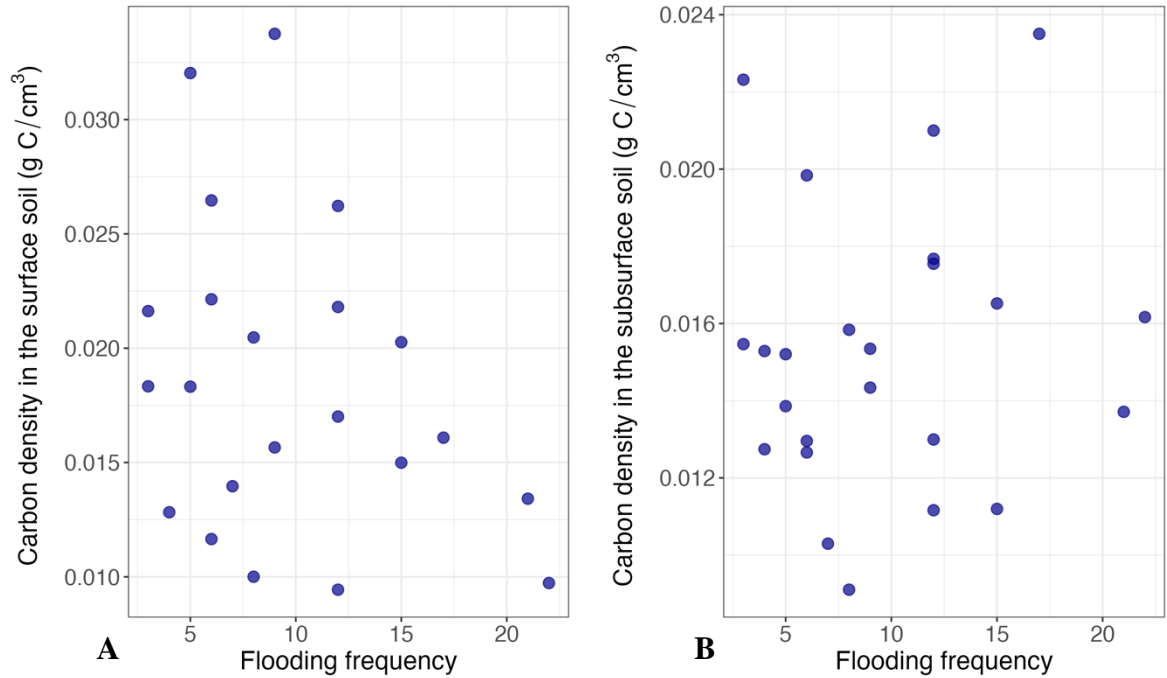 Carbon density in the surface soil (g C/cm³)
0.030
0.025
0.020
0.015
0.010
5 10 15 20
A
Flooding frequency
Carbon density in the subsurface soil (g C/cm³)
0.024
0.020
0.016
0.012
5 10 15 20
B
Flooding frequency